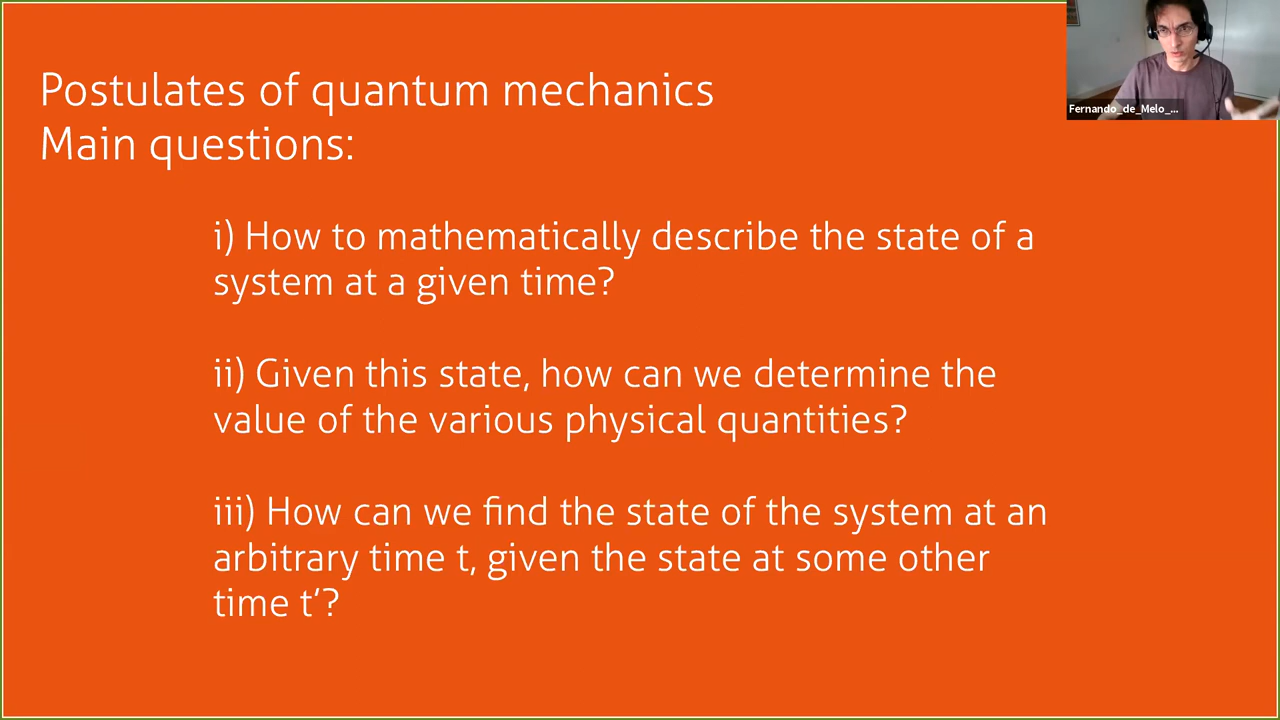 Postulates of quantum mechanics
Main questions:
i) How to mathematically describe the state of a
system at a given time?
ii) Given this state, how can we determine the
value of the various physical quantities?
iii) How can we find the state of the system at an
arbitrary time t, given the state at some other
time t’?
Fernando_de_Melo_...